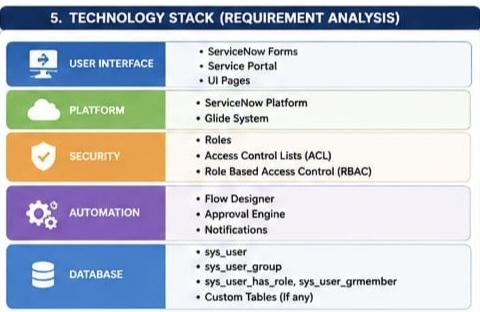 5. TECHNOLOGY STACK (REQUIREMENT ANALYSIS)
USER INTERFACE
• ServiceNow Forms
• Service Portal
• UI Pages
PLATFORM
• ServiceNow Platform
• Glide System
SECURITY
• Roles
• Access Control Lists (ACL)
• Role Based Access Control (RBAC)
AUTOMATION
• Flow Designer
• Approval Engine
• Notifications
DATABASE
• sys_user
• sys_user_group
• sys_user_has_role, sys_user_grmember
• Custom Tables (If any)